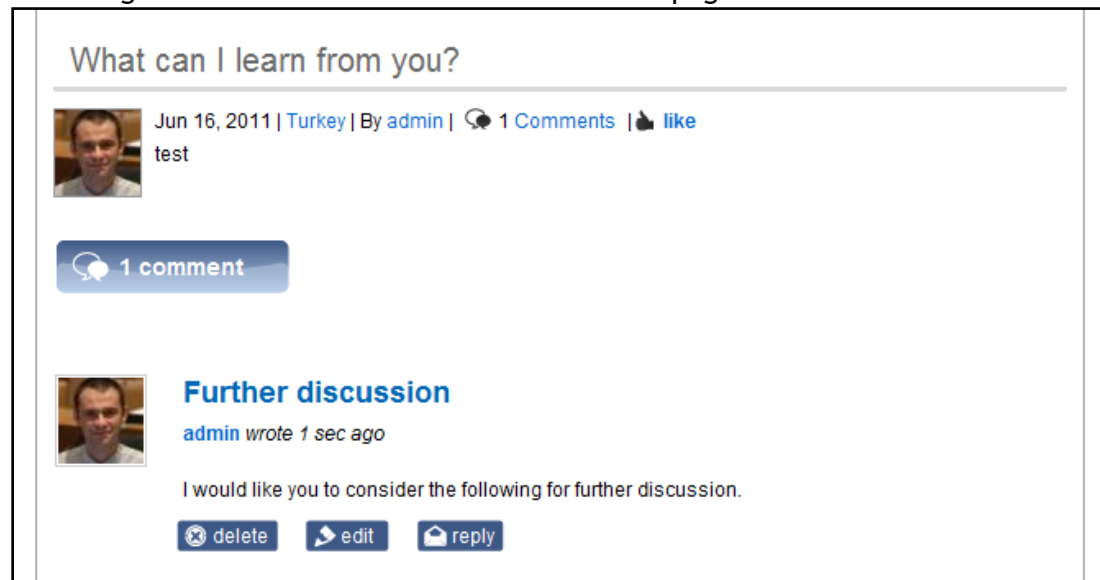 What can I learn from you?
Jun 16, 2011 | Turkey | By admin | 1 Comments | like
test
1 comment
Further discussion
admin wrote 1 sec ago
I would like you to consider the following for further discussion.
delete edit reply